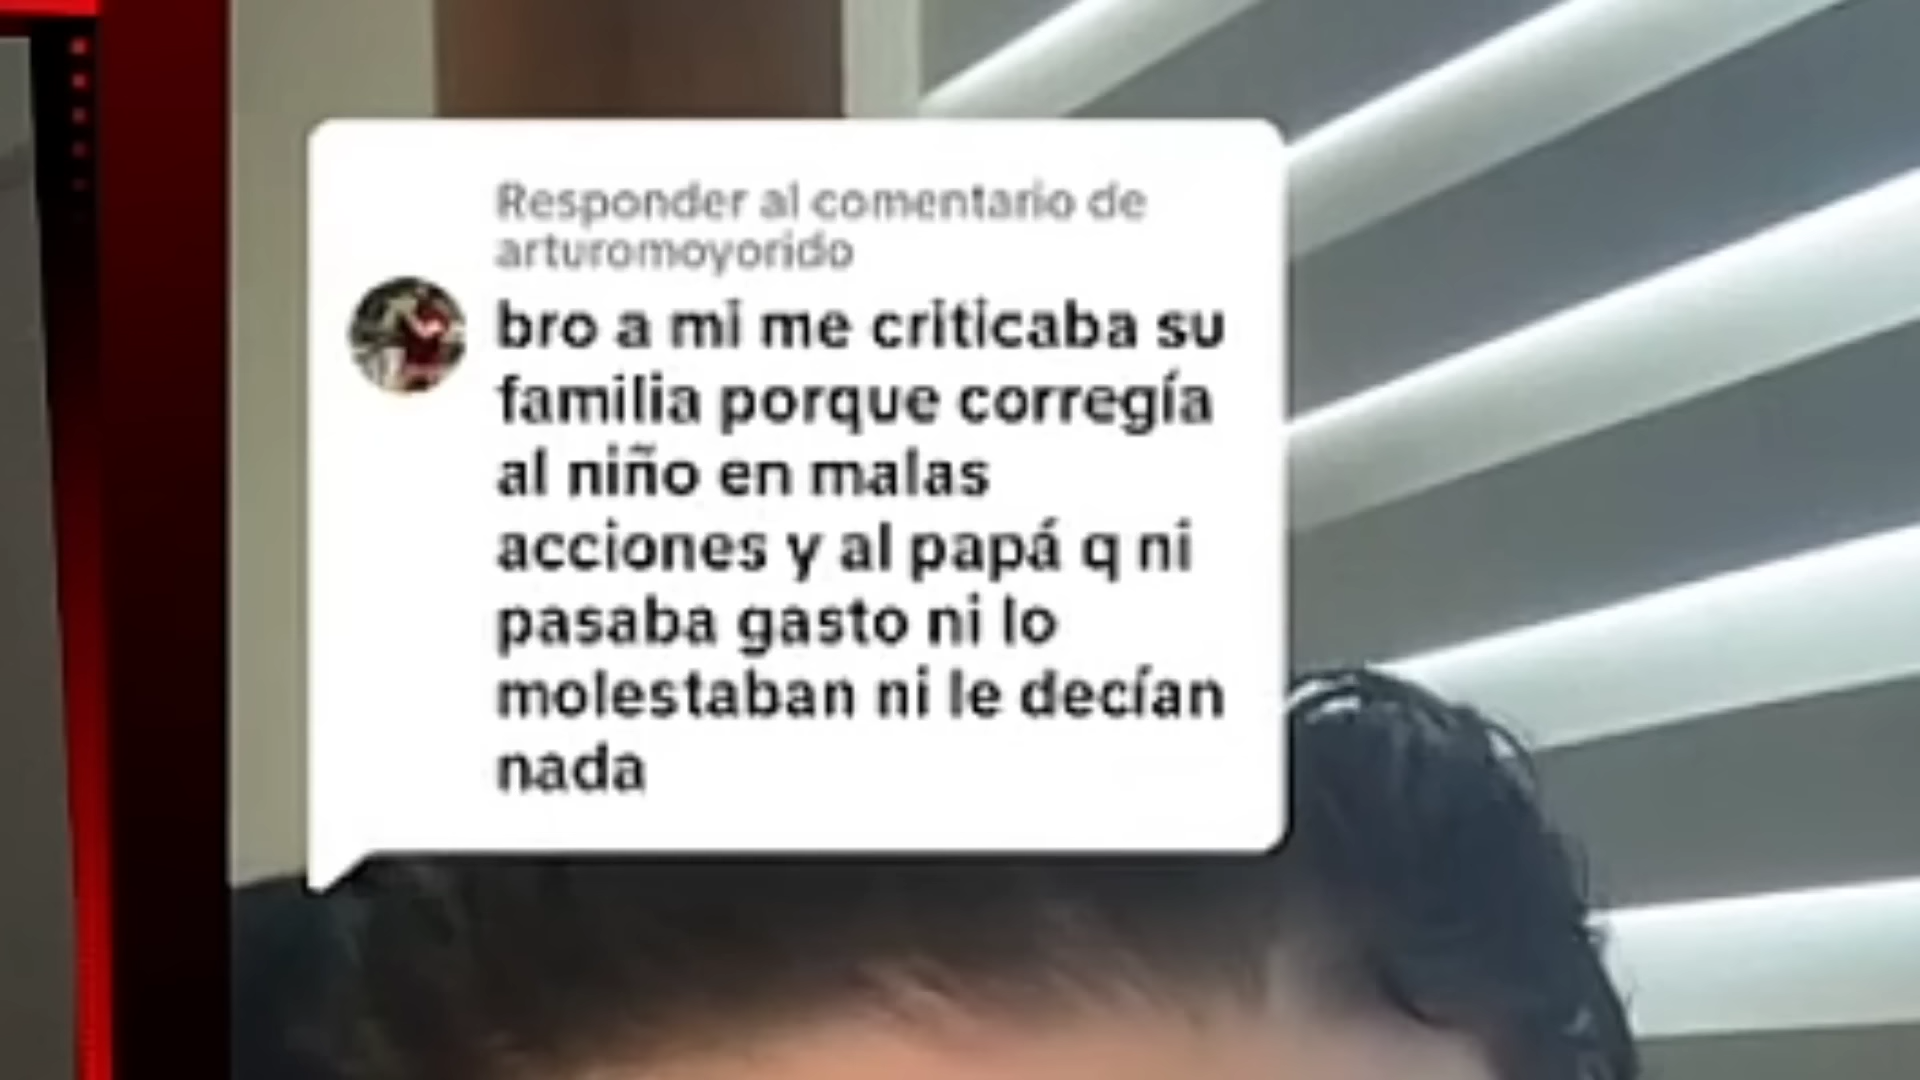 Responder al comentario de
arturomoyorido
bro a mi me criticaba su
familia porque corregía
al niño en malas
acciones y al papá q ni
pasaba gasto ni lo
molestaban ni le decían
nada